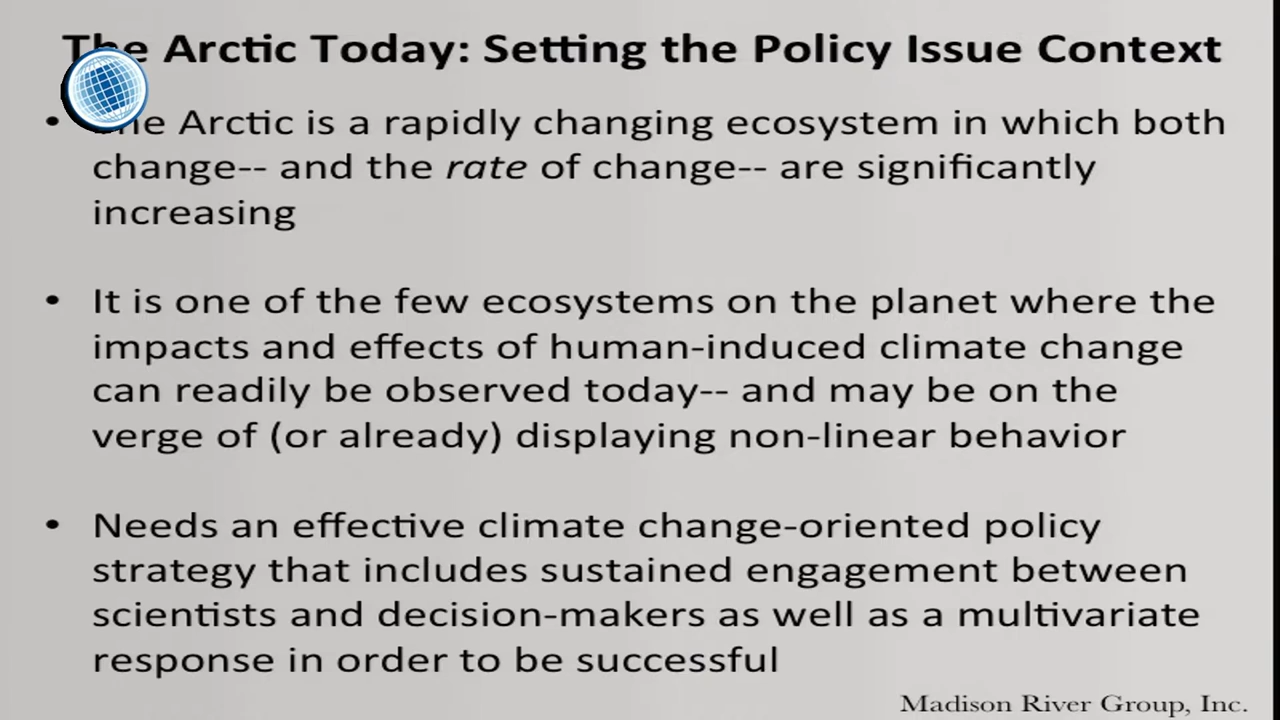 The Arctic Today: Setting the Policy Issue Context
• The Arctic is a rapidly changing ecosystem in which both
change-- and the rate of change-- are significantly
increasing
• It is one of the few ecosystems on the planet where the
impacts and effects of human-induced climate change
can readily be observed today-- and may be on the
verge of (or already) displaying non-linear behavior
• Needs an effective climate change-oriented policy
strategy that includes sustained engagement between
scientists and decision-makers as well as a multivariate
response in order to be successful
Madison River Group, Inc.